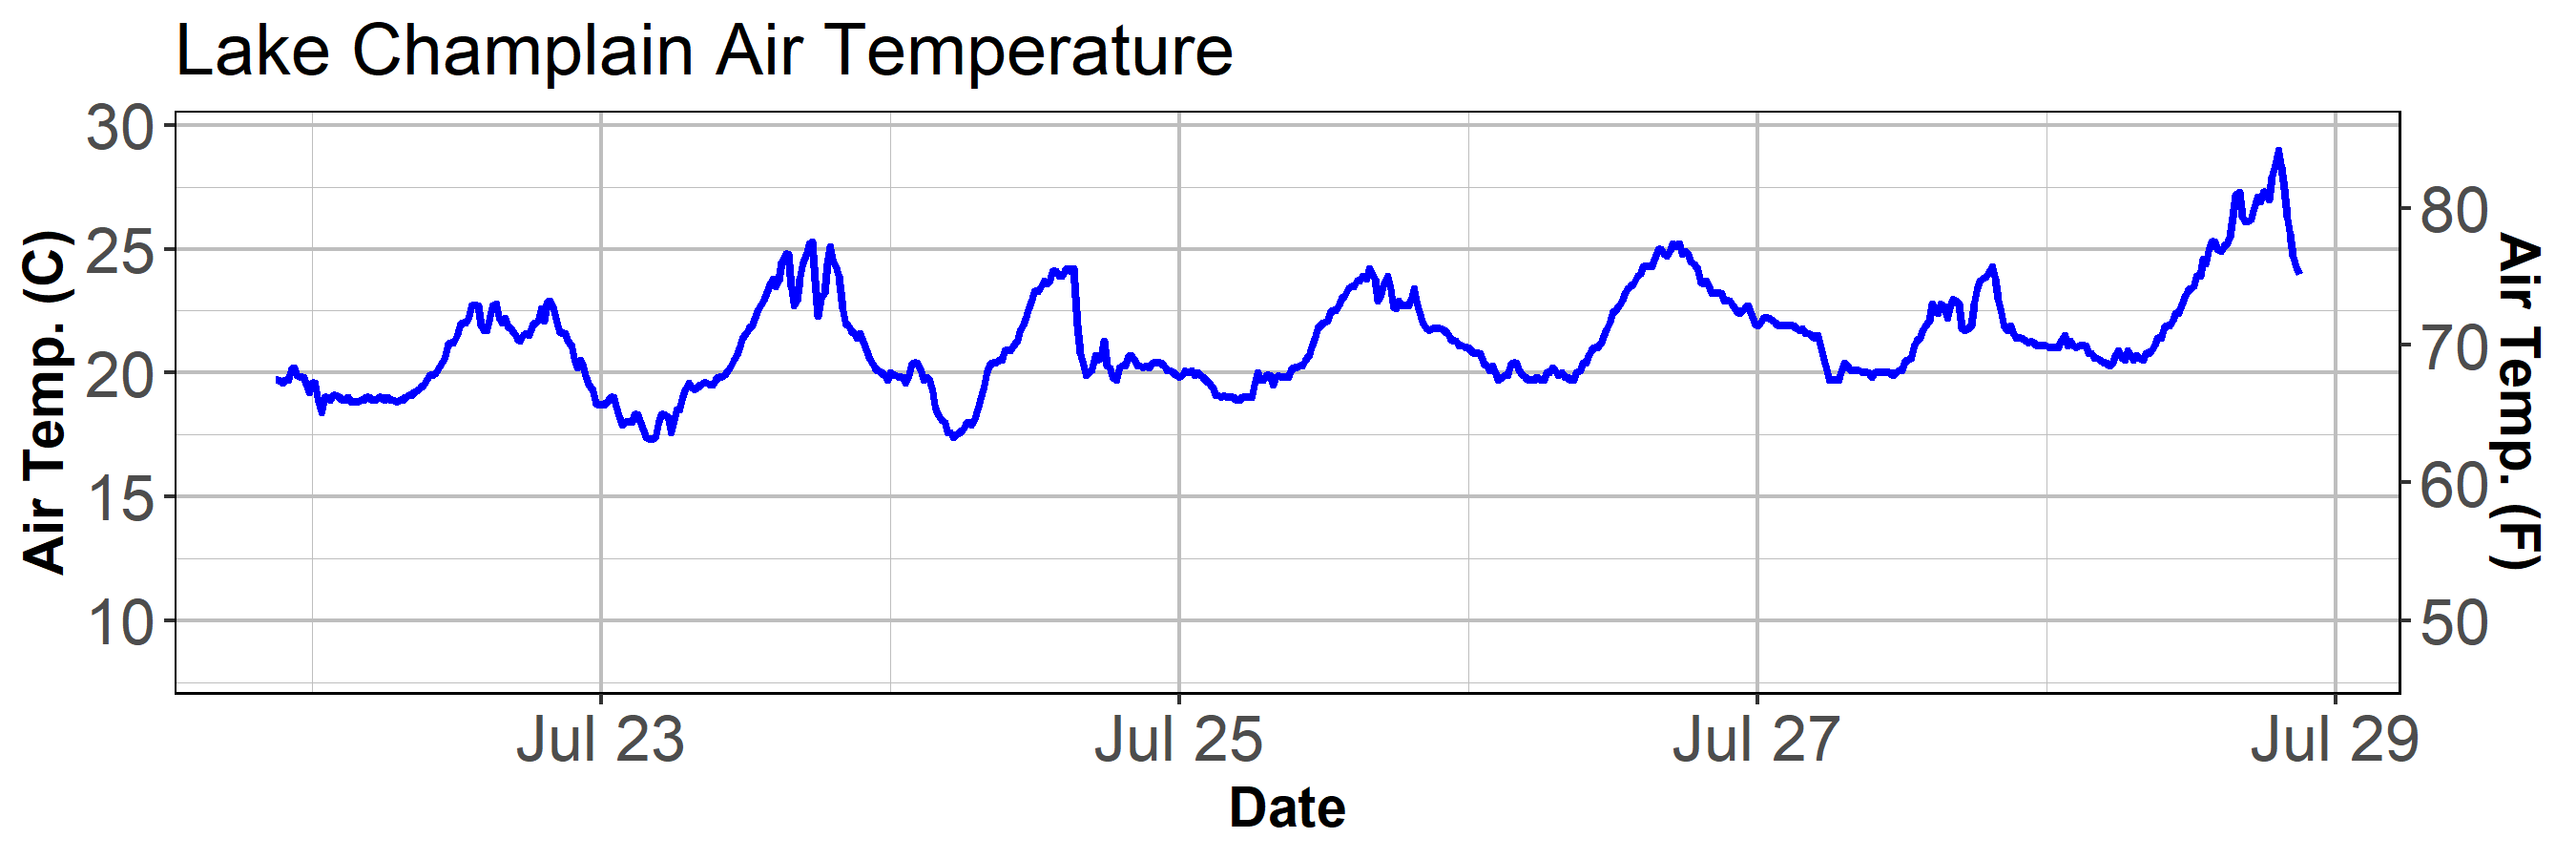 Lake Champlain Air Temperature
30
25
20
15
10
Air Temp. (C)
80
70
60
50
Air Temp. (F)
Jul 23 Jul 25 Jul 27 Jul 29
Date